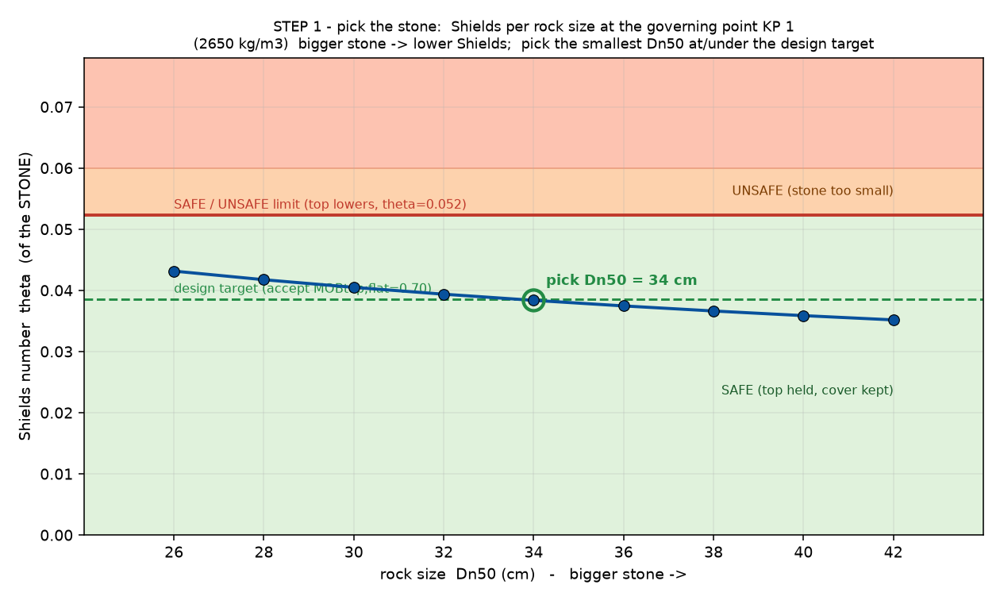 STEP 1 - pick the stone:  Shields per rock size at the governing point KP 1
(2650 kg/m3)  bigger stone -> lower Shields;  pick the smallest Dn50 at/under the design target
Shields number  theta  (of the STONE)
0.07
0.06
0.05
0.04
0.03
0.02
0.01
0.00
UNSAFE (stone too small)
SAFE / UNSAFE limit (top lowers, theta=0.052)
pick Dn50 = 34 cm
design target (accept MOBtop,flat=0.70)
SAFE (top held, cover kept)
26 28 30 32 34 36 38 40 42
rock size  Dn50 (cm)   -   bigger stone ->